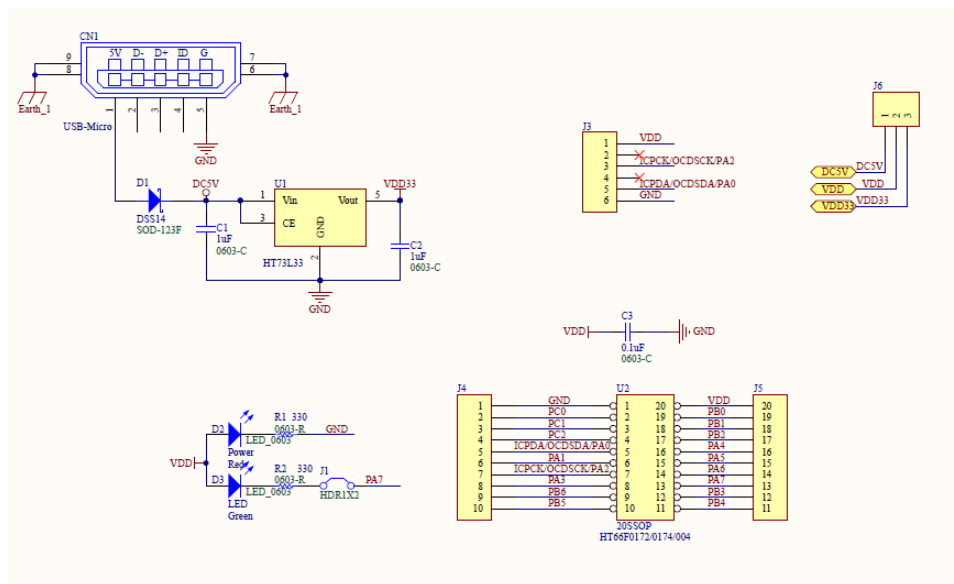 CN1
5V D- D+ ID G
9
8
7
6
Earth_1
Earth_1
USB-Micro
1
2
3
4
5
GND
D1
DSS14
SOD-123F
DC5V
C1
1uF
0603-C
U1
1
Vin
Vout
5
3
CE
GND
2
HT73L33
VDD33
C2
1uF
0603-C
GND
J3
1 VDD
2
3 ICPCK/OCDSCK/PA2
4
5 ICPDA/OCDSDA/PA0
6 GND
J6
1 2 3
DC5V DC5V
VDD VDD
VDD33 VDD33
C3
VDD
GND
0.1uF
0603-C
D2
R1 330
0603-R
GND
LED_0603
Power
Red
VDD
D3
R2 330
0603-R
J1
PA7
LED_0603
HDR1X2
LED
Green
J4 U2 J5
1 GND 1 20 VDD 20
2 PC0 2 19 PB0 19
3 PC1 3 18 PB1 18
4 PC2 4 17 PB2 17
5 ICPDA/OCDSDA/PA0 5 16 PA4 16
6 PA1 6 15 PA5 15
7 ICPCK/OCDSCK/PA2 7 14 PA6 14
8 PA3 8 13 PA7 13
9 PB6 9 12 PB3 12
10 PB5 10 11 PB4 11
20SSOP
HT66F0172/0174/004